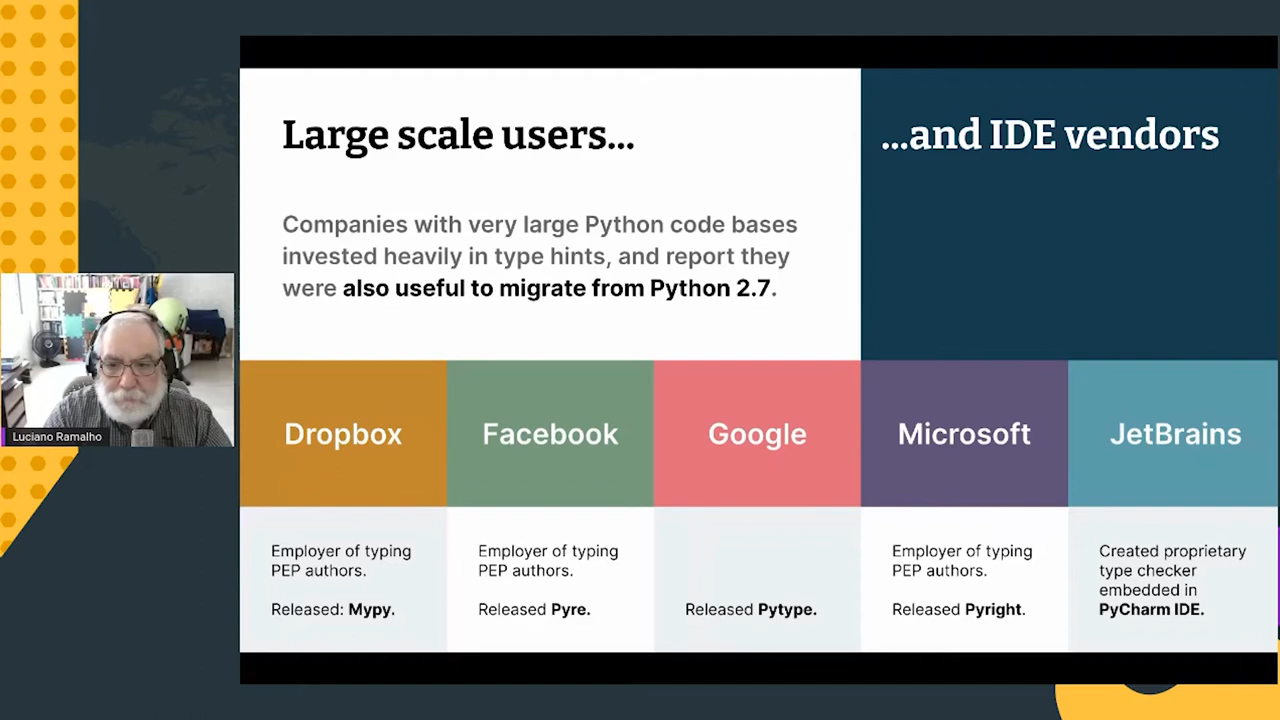 Large scale users...
...and IDE vendors
Companies with very large Python code bases
invested heavily in type hints, and report they
were also useful to migrate from Python 2.7.
Luciano Ramalho
Dropbox
Facebook
Google
Microsoft
JetBrains
Employer of typing
PEP authors.
Released: Mypy.
Employer of typing
PEP authors.
Released Pyre.
Released Pytype.
Employer of typing
PEP authors.
Released Pyright.
Created proprietary
type checker
embedded in
PyCharm IDE.